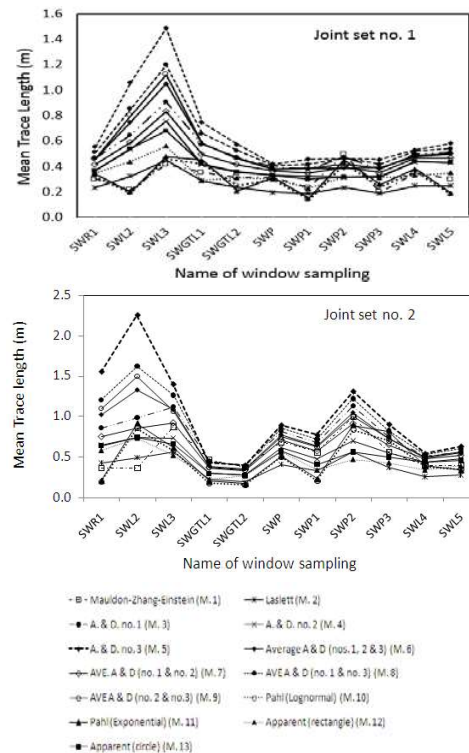 Joint set no. 1
Mean Trace Length (m)
1.6
1.4
1.2
1.0
0.8
0.6
0.4
0.2
0.0
SWR1
SWL2
SWL3
SWGTL1
SWGTL2
SWP
SWP1
SWP2
SWP3
SWL4
SWL5
Name of window sampling
Joint set no. 2
Mean Trace length (m)
2.5
2.0
1.5
1.0
0.5
0.0
SWR1
SWL2
SWL3
SWGTL1
SWGTL2
SWP
SWP1
SWP2
SWP3
SWL4
SWL5
Name of window sampling
Mauldon-Zhang-Einstein (M. 1)
Laslett (M. 2)
A. & D. no. 1 (M. 3)
A. & D. no. 2 (M. 4)
A. & D. no. 3 (M. 5)
Average A & D (nos. 1, 2 & 3) (M. 6)
AVE. A & D (no. 1 & no. 2) (M. 7)
AVE A & D (no. 1 & no. 3) (M. 8)
AVE A & D (no. 2 & no. 3) (M. 9)
Pahl (Lognormal) (M. 10)
Pahl (Exponential) (M. 11)
Apparent (rectangle) (M. 12)
Apparent (circle) (M. 13)